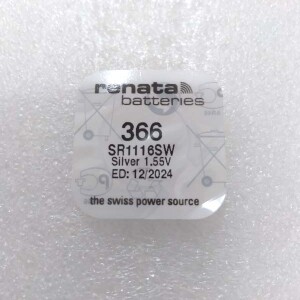 renata
batteries
366
SR1116SW
Silver 1.55V
ED: 12/2024
the swiss power source